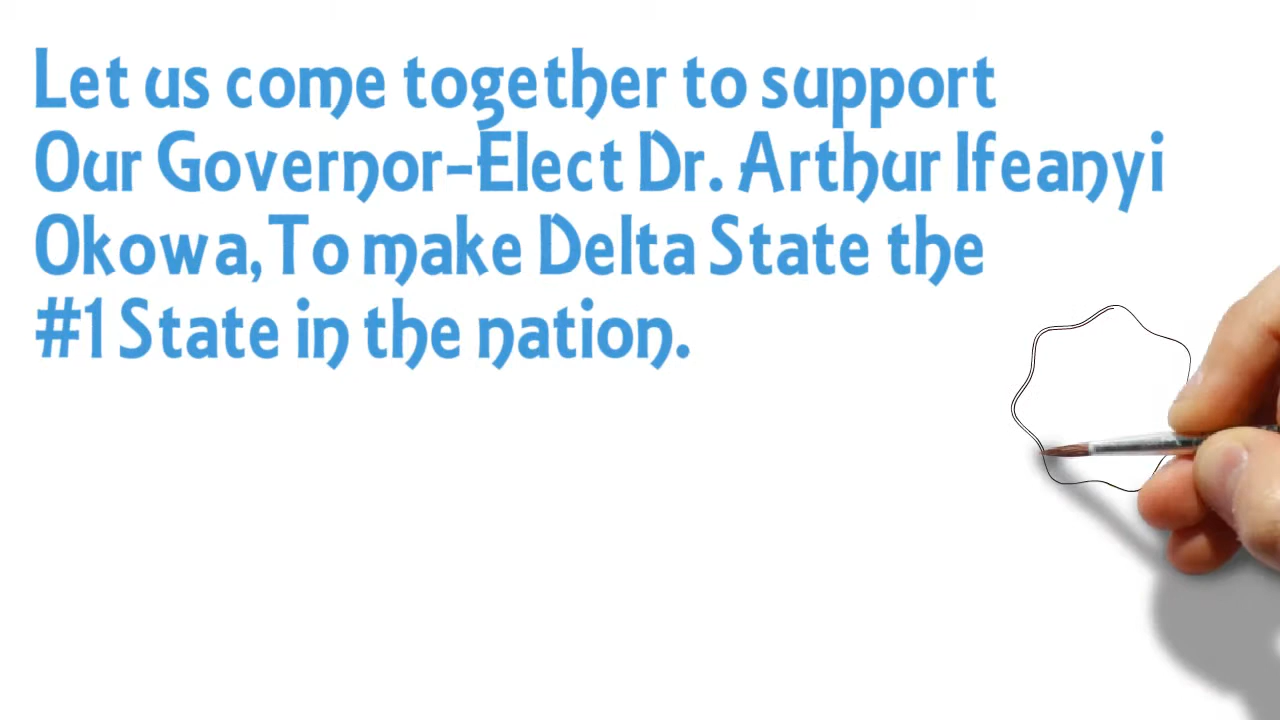 Let us come together to support
Our Governor-Elect Dr. Arthur Ifeanyi
Okowa,To make Delta State the
#1 State in the nation.